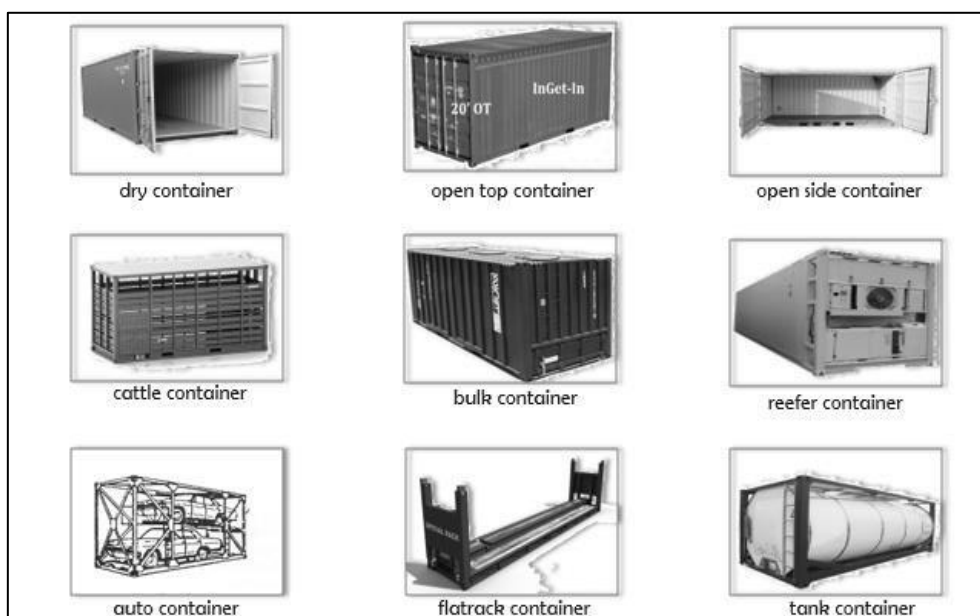 dry container
InGet-In
20' OT
open top container
open side container
cattle container
bulk container
reefer container
auto container
flatrack container
tank container